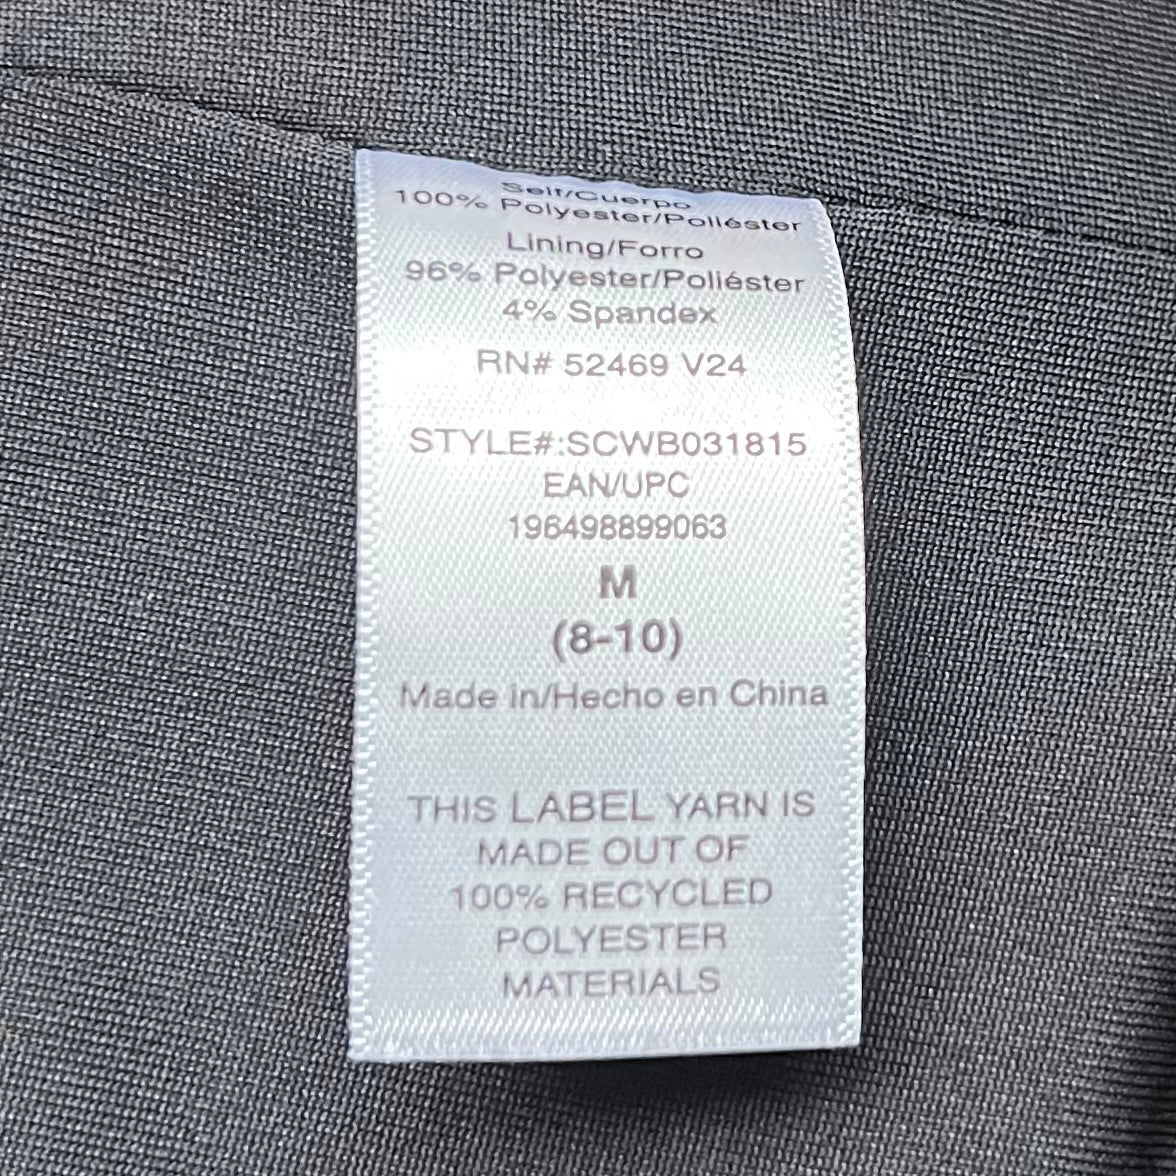 Self/Cuerpo
100% Polyester/Poliéster
Lining/Forro
96% Polyester/Poliéster
4% Spandex
RN# 52469 V24
STYLE#:SCWB031815
EAN/UPC
196498899063
M
(8-10)
Made in/Hecho en China
THIS LABEL YARN IS
MADE OUT OF
100% RECYCLED
POLYESTER
MATERIALS